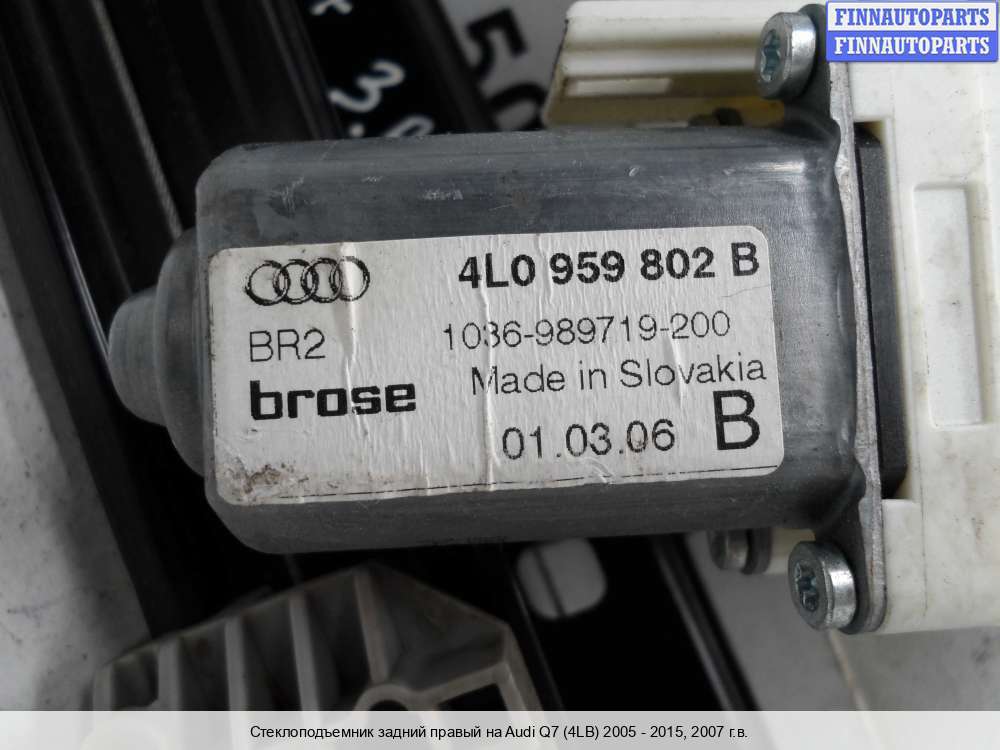 FINNAUTOPARTS
FINNAUTOPARTS
50
4L0 959 802 B
BR2 1036-989719-200
brose Made in Slovakia
01.03.06 B
Стеклоподъемник задний правый на Audi Q7 (4LB) 2005 - 2015, 2007 г.в.